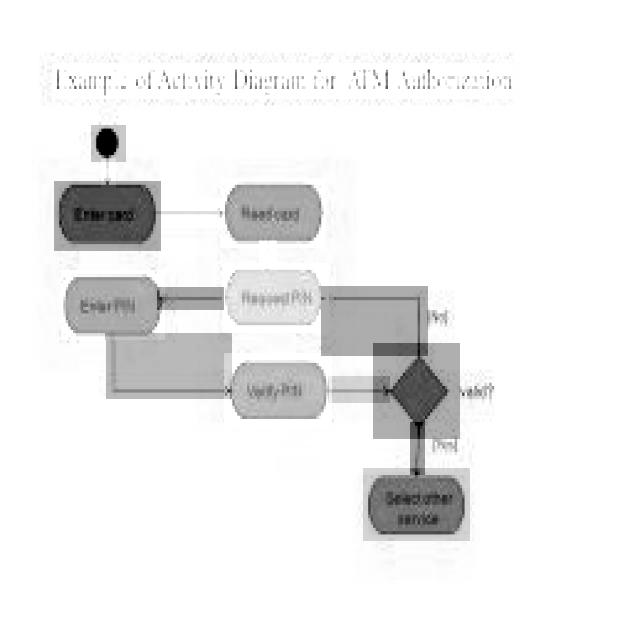 Example of Activity Diagram for ATM Authorization
Enter card
Read card
Enter PIN
Request PIN
[No]
Verify PIN
valid?
[Yes]
Select other
service